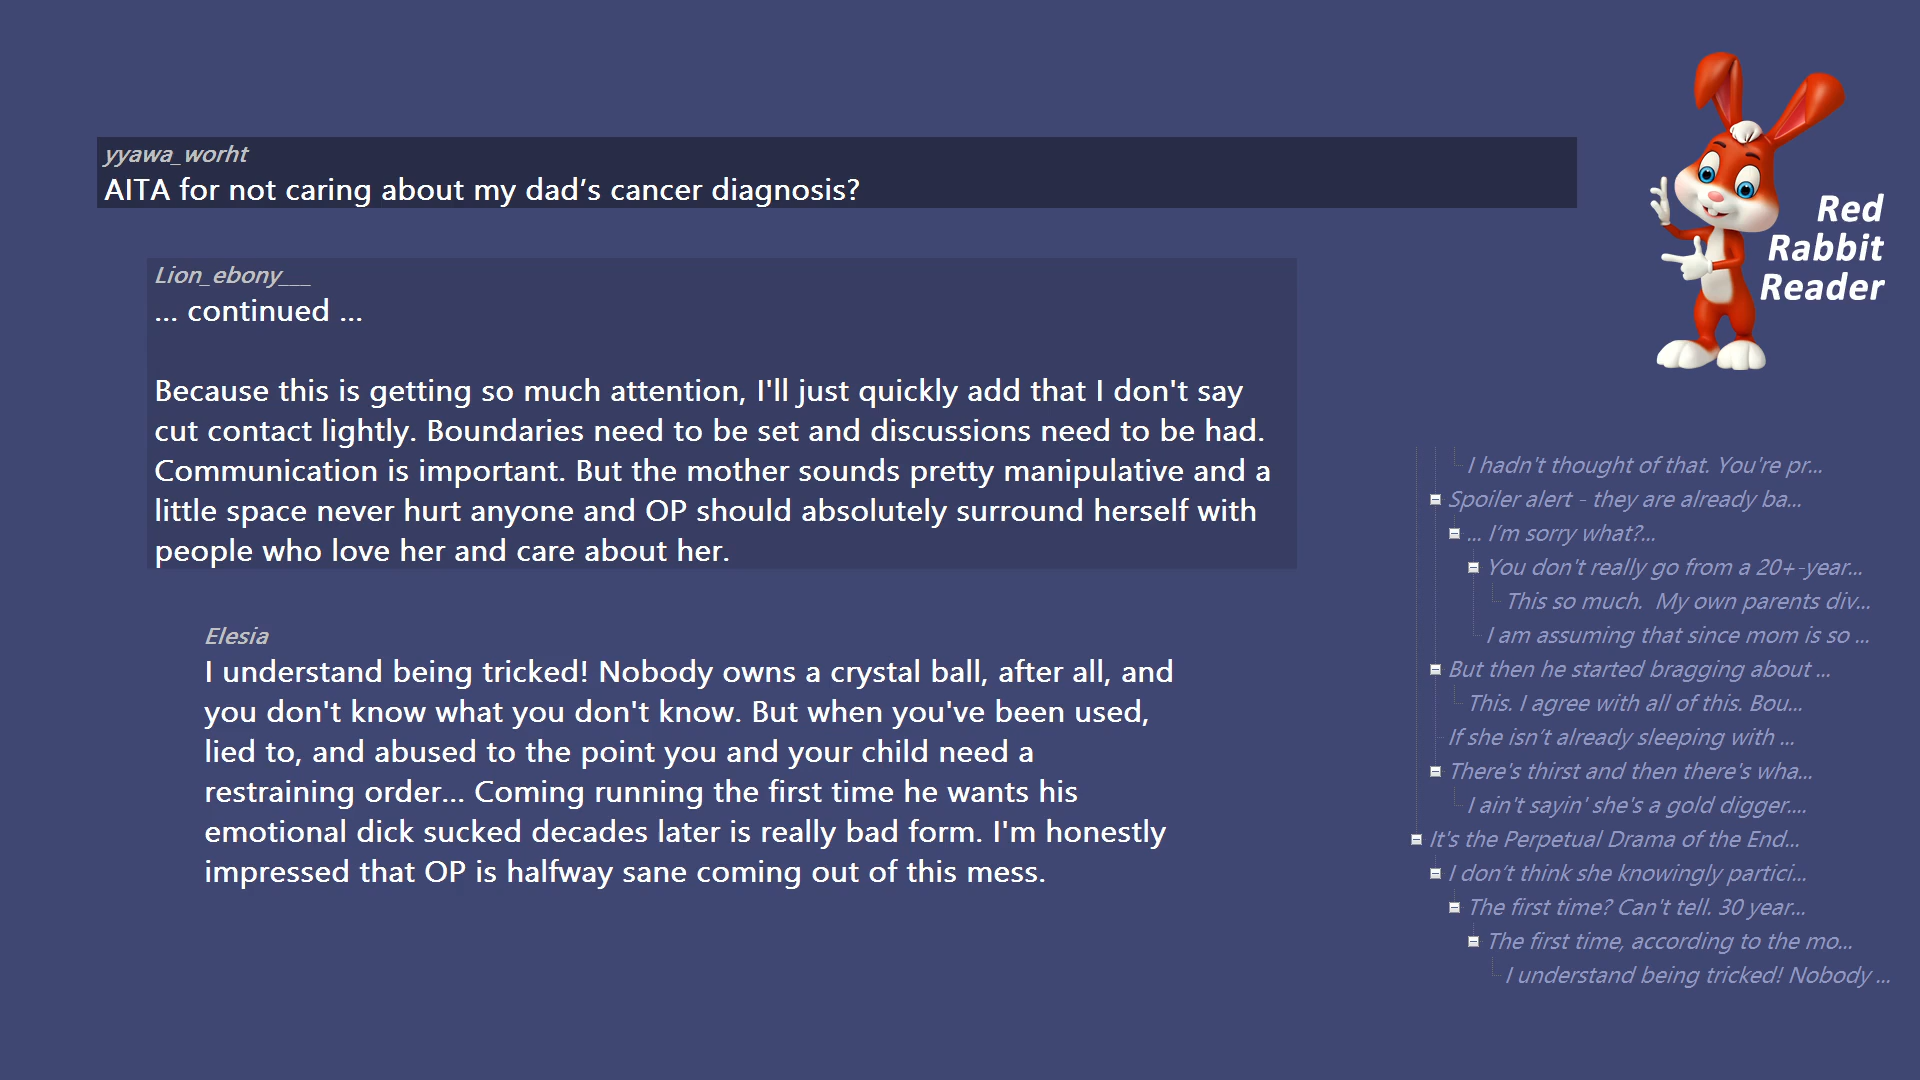 yyawa_worht
AITA for not caring about my dad’s cancer diagnosis?
Lion_ebony___
... continued ...
Because this is getting so much attention, I'll just quickly add that I don't say
cut contact lightly. Boundaries need to be set and discussions need to be had.
Communication is important. But the mother sounds pretty manipulative and a
little space never hurt anyone and OP should absolutely surround herself with
people who love her and care about her.
Elesia
I understand being tricked! Nobody owns a crystal ball, after all, and
you don't know what you don't know. But when you've been used,
lied to, and abused to the point you and your child need a
restraining order... Coming running the first time he wants his
emotional dick sucked decades later is really bad form. I'm honestly
impressed that OP is halfway sane coming out of this mess.
Red
Rabbit
Reader
I hadn't thought of that. You're pr...
Spoiler alert - they are already ba...
... I’m sorry what?...
You don't really go from a 20+-year...
This so much.  My own parents div...
I am assuming that since mom is so ...
But then he started bragging about ...
This. I agree with all of this. Bou...
If she isn’t already sleeping with ...
There's thirst and then there's wha...
I ain't sayin' she's a gold digger....
It's the Perpetual Drama of the End...
I don’t think she knowingly partici...
The first time? Can't tell. 30 year...
The first time, according to the mo...
I understand being tricked! Nobody ...